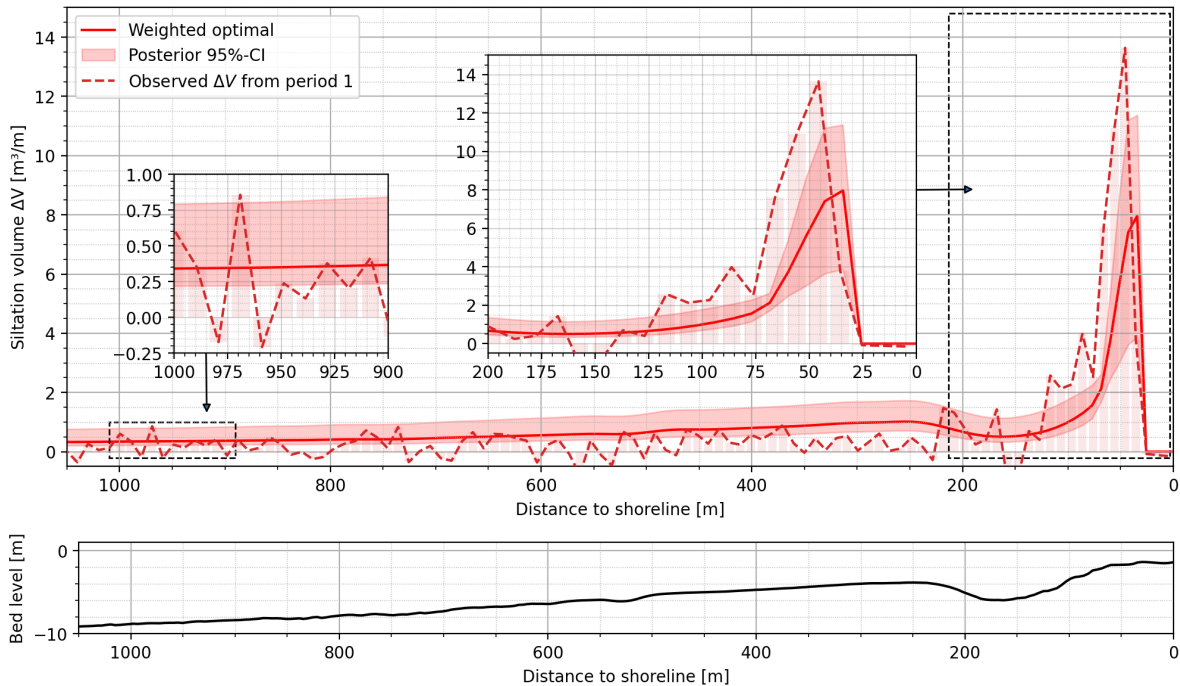 Weighted optimal
Posterior 95%-CI
Observed ΔV from period 1
Siltation volume ΔV [m³/m]
14
12
10
8
6
4
2
0
1.00
0.75
0.50
0.25
0.00
−0.25
1000 975 950 925 900
14
12
10
8
6
4
2
0
200 175 150 125 100 75 50 25 0
1000 800 600 400 200 0
Distance to shoreline [m]
Bed level [m]
0
−10
1000 800 600 400 200 0
Distance to shoreline [m]